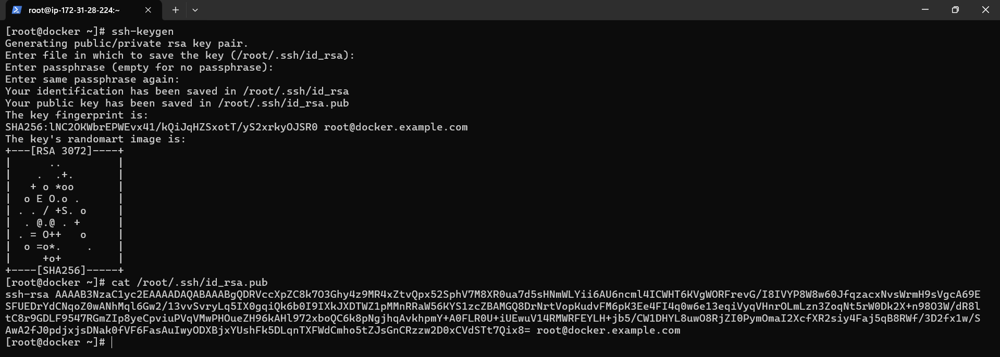 root@ip-172-31-28-224:~
[root@docker ~]# ssh-keygen
Generating public/private rsa key pair.
Enter file in which to save the key (/root/.ssh/id_rsa):
Enter passphrase (empty for no passphrase):
Enter same passphrase again:
Your identification has been saved in /root/.ssh/id_rsa
Your public key has been saved in /root/.ssh/id_rsa.pub
The key fingerprint is:
SHA256:lNC2OKWbrEPWEvx41/kQiJqHZSxotT/yS2xrkyOJSR0 root@docker.example.com
The key's randomart image is:
+---[RSA 3072]----+
|      ..         |
|    .  .+.       |
|   + o *oo       |
|  o E O.o .      |
| . . / +S. o     |
|  . @.@ . +      |
| . = O++   o     |
|  o =o*.    .    |
|     +o+         |
+----[SHA256]-----+
[root@docker ~]# cat /root/.ssh/id_rsa.pub
ssh-rsa AAAAB3NzaC1yc2EAAAADAQABAAABgQDRVccXpZC8k7O3Ghy4z9MR4xZtvQpx52SphV7M8XR0ua7d5sHNmWLYii6AU6ncml4ICWHT6KVgWORFrevG/I8IVYP8W8w60JfqzacxNvsWrmH9sVgcA69E
SFUEDrYdCNqoZ0wANhMql6Gw2/13vvSvryLq5IX0gqiQk6b0I9IXkJXDTWZ1pMMnRRaW56KYS1zcZBAMGQ8DrNrtVopKudvFM6pK3Ee4FI4q0w6e13eqiVyqVHnrOLmLzn3ZoqNt5rW0Dk2X+n98O3W/dR8l
tC8r9GDLF9547RGmZIp8yeCpviuPVqVMwPHOueZH96kAHl972xboQC6k8pNgjhqAvkhpmY+A0FLR0U+iUEwuV14RMWRFEYLH+jb5/CW1DHYL8uwO8RjZI0PymOmaI2XcfXR2siy4Faj5qB8RWf/3D2fx1w/S
AwA2fJ0pdjxjsDNak0fVF6FasAuIwyODXBjxYUshFk5DLqnTXFWdCmho5tZJsGnCRzzw2D0xCVdSTt7Qix8= root@docker.example.com
[root@docker ~]#